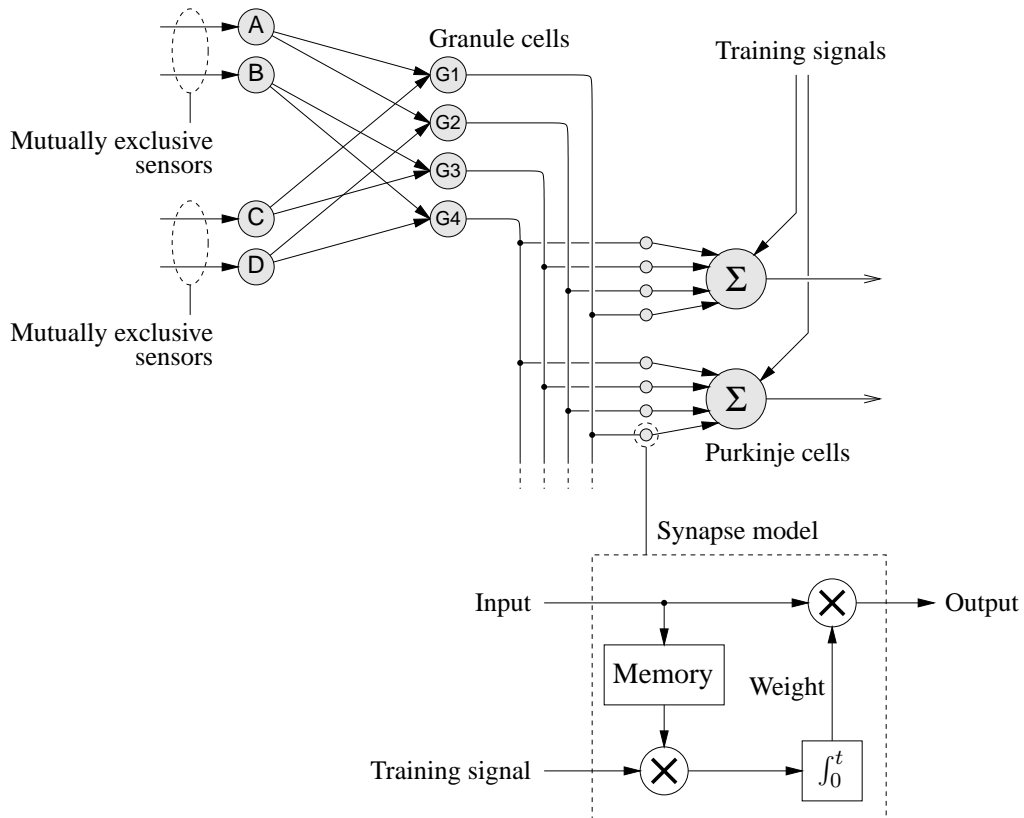 A
Granule cells
Training signals
B
G1
Mutually exclusive
sensors
G2
G3
C
G4
D
Σ
Mutually exclusive
sensors
Σ
Purkinje cells
Synapse model
Input
Output
Memory
Weight
Training signal
∫₀ᵗ